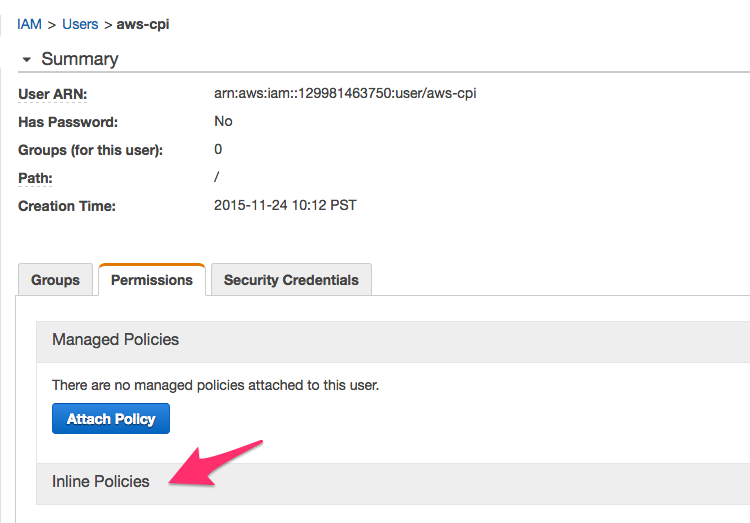 IAM > Users > aws-cpi
Summary
User ARN: arn:aws:iam::129981463750:user/aws-cpi
Has Password: No
Groups (for this user): 0
Path: /
Creation Time: 2015-11-24 10:12 PST
Groups Permissions Security Credentials
Managed Policies
There are no managed policies attached to this user.
Attach Policy
Inline Policies